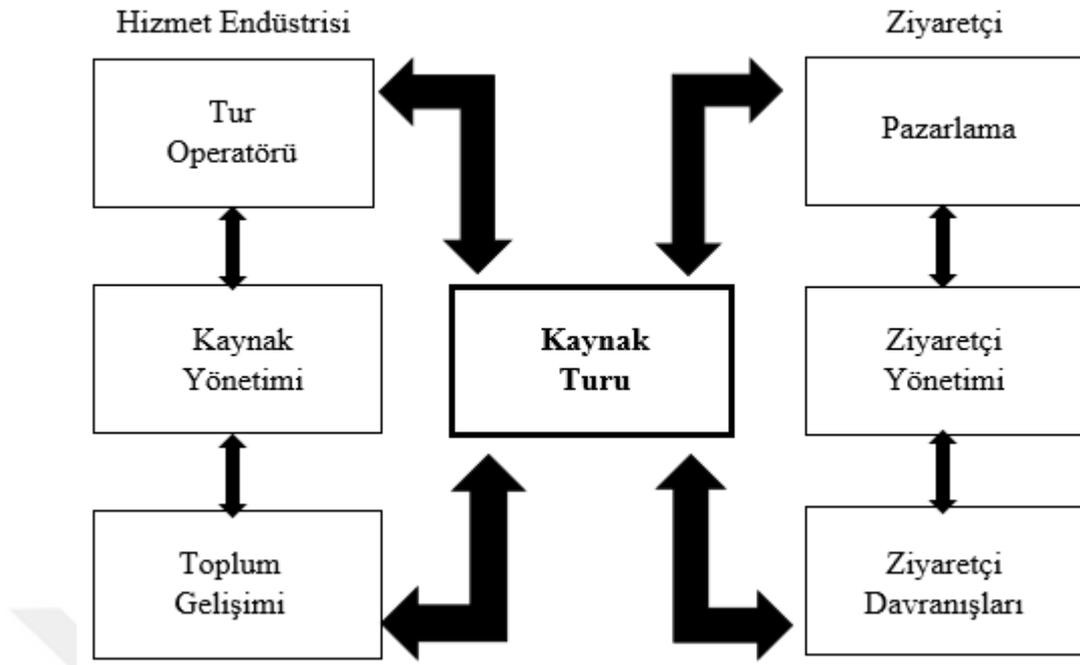 Hizmet Endüstrisi
Ziyaretçi
Tur
Operatörü
Pazarlama
Kaynak
Yönetimi
Kaynak
Turu
Ziyaretçi
Yönetimi
Toplum
Gelişimi
Ziyaretçi
Davranışları